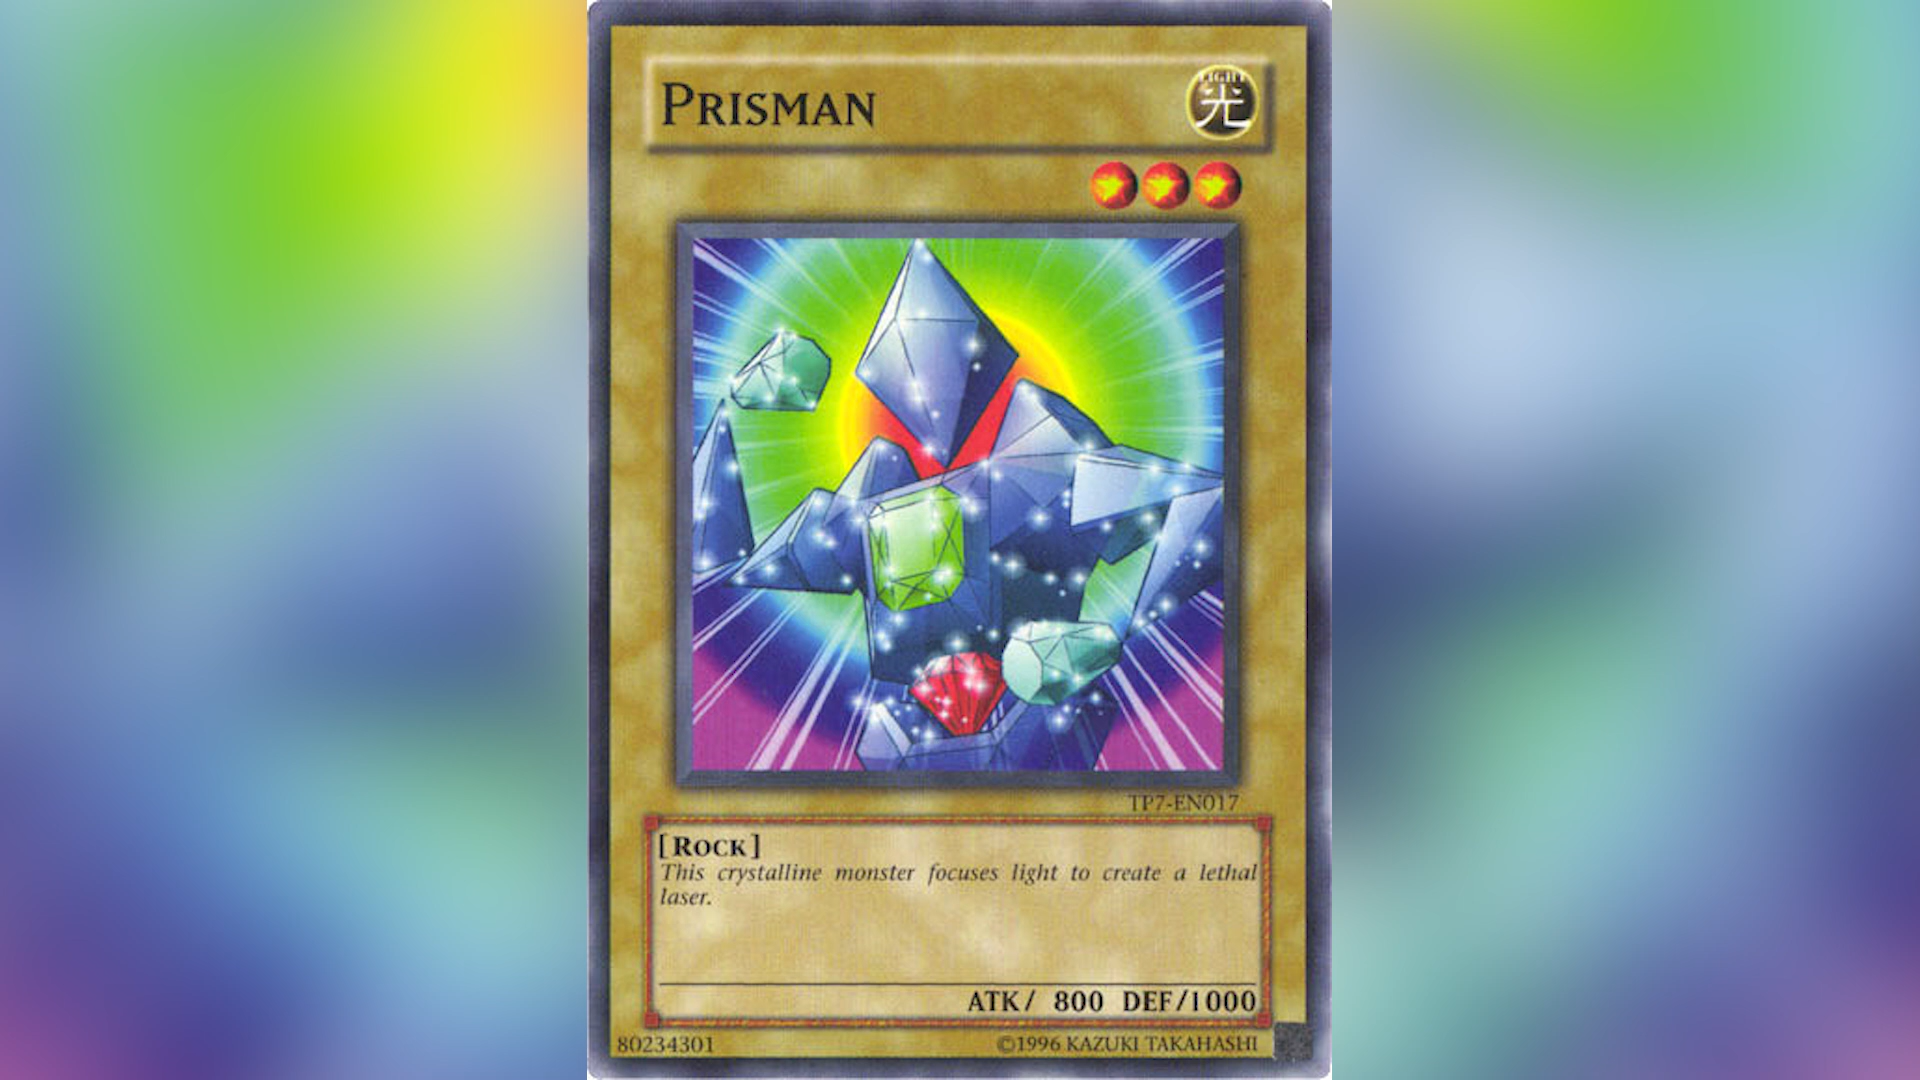 PRISMAN
LIGHT
光
TP7-EN017
[ROCK]
This crystalline monster focuses light to create a lethal
laser.
ATK/ 800 DEF/1000
80234301
©1996 KAZUKI TAKAHASHI